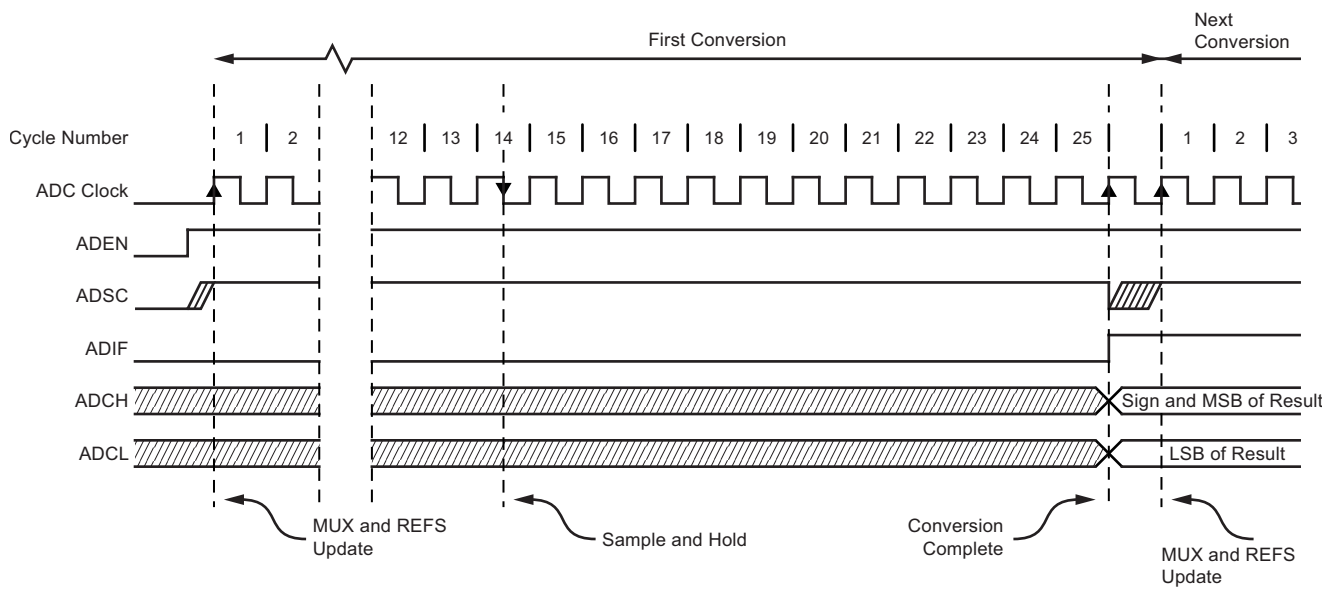 Next
Conversion
First Conversion
Cycle Number 1 2 12 13 14 15 16 17 18 19 20 21 22 23 24 25 1 2 3
ADC Clock
ADEN
ADSC
ADIF
ADCH Sign and MSB of Result
ADCL LSB of Result
MUX and REFS
Update
Sample and Hold
Conversion
Complete
MUX and REFS
Update